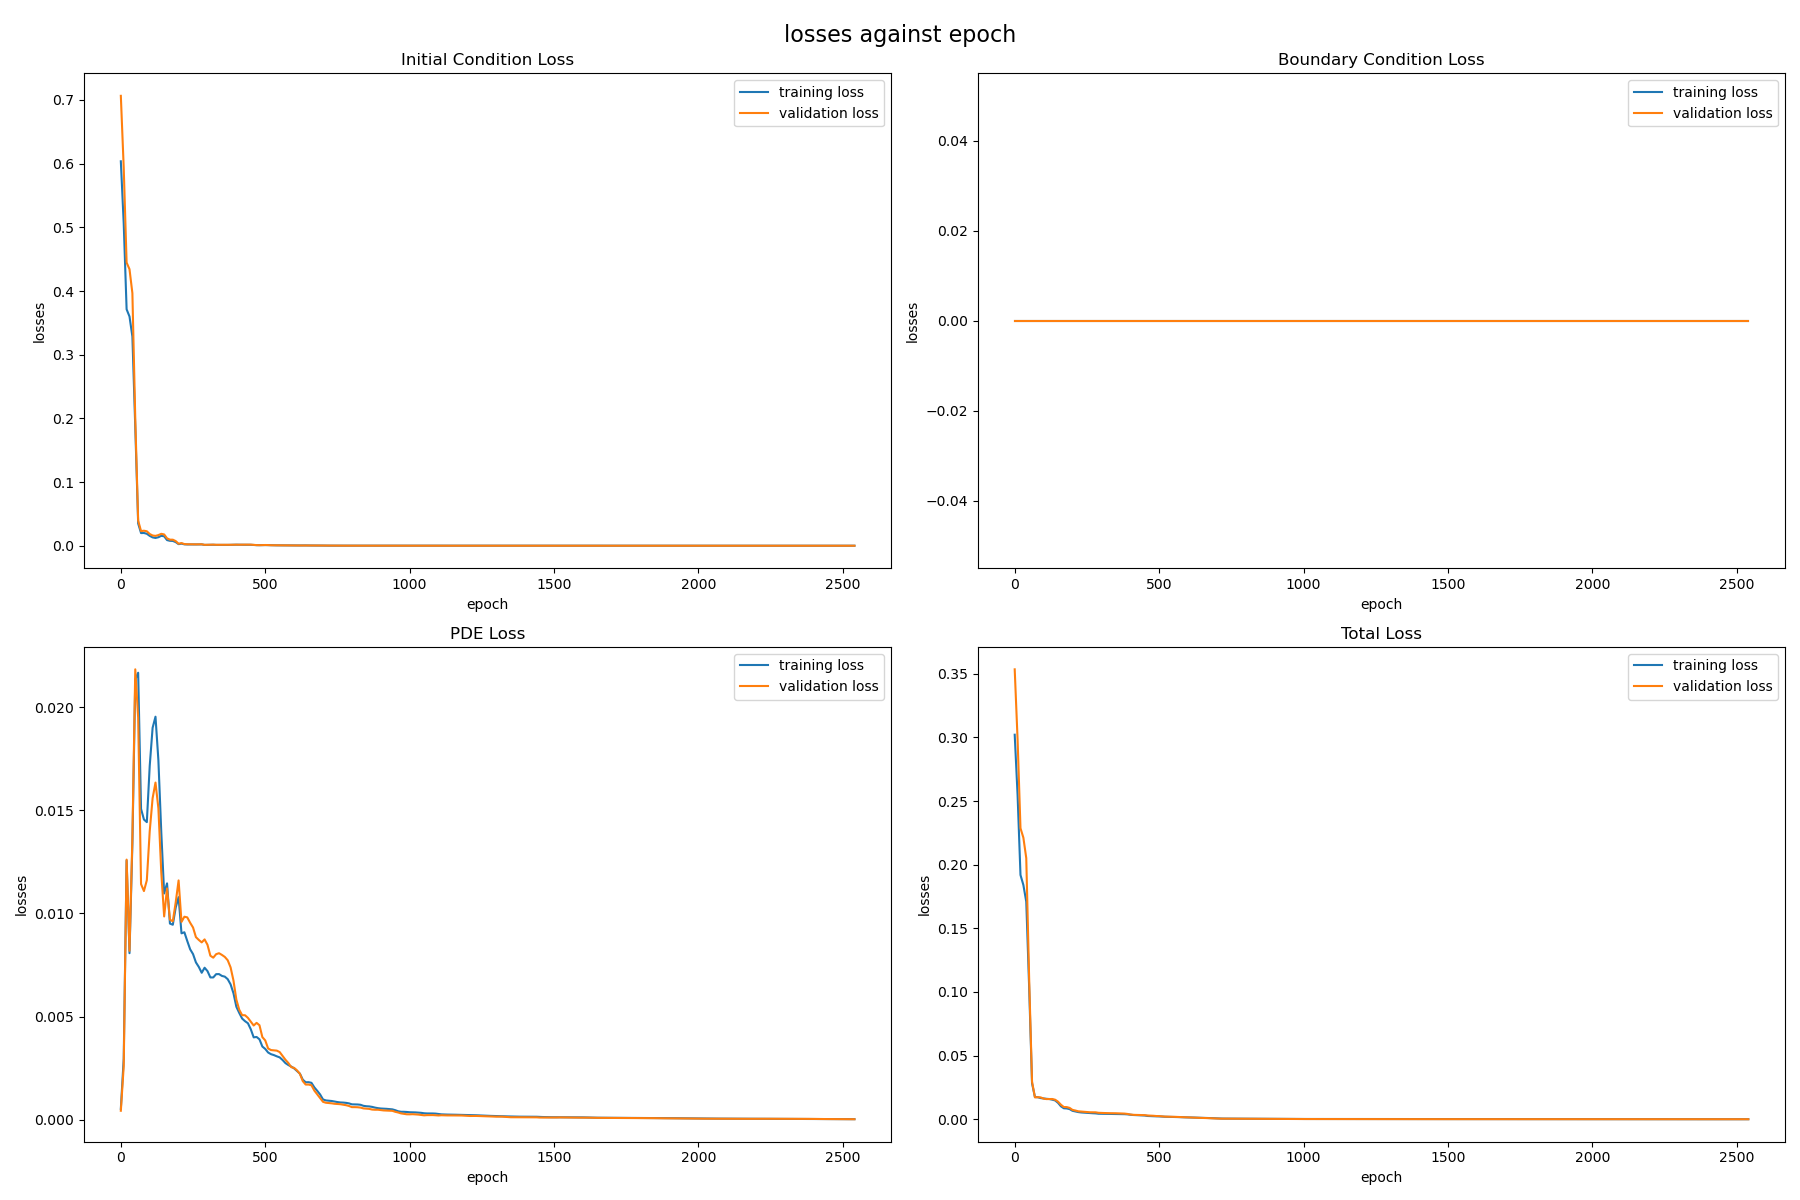 losses against epoch
Initial Condition Loss
training loss
validation loss
0.7
0.6
0.5
0.4
0.3
0.2
0.1
0.0
losses
0 500 1000 1500 2000 2500
epoch
Boundary Condition Loss
training loss
validation loss
0.04
0.02
0.00
−0.02
−0.04
losses
0 500 1000 1500 2000 2500
epoch
PDE Loss
training loss
validation loss
0.020
0.015
0.010
0.005
0.000
losses
0 500 1000 1500 2000 2500
epoch
Total Loss
training loss
validation loss
0.35
0.30
0.25
0.20
0.15
0.10
0.05
0.00
losses
0 500 1000 1500 2000 2500
epoch